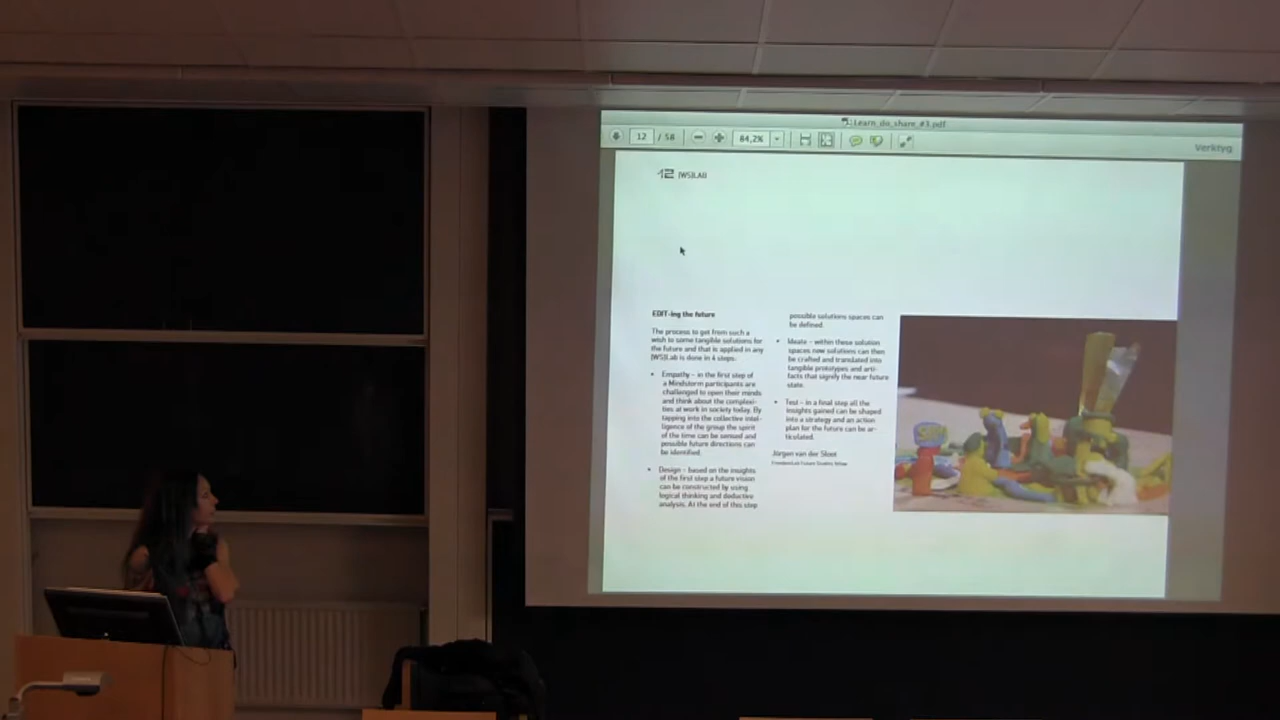 Learn_do_share_#3.pdf
12 / 58
84,2%
Verktyg
12 [WS]LAB
EDIT-ing the future
The process to get from such a
wish to some tangible solutions for
the future and that is applied in any
[WS]Lab is done in 4 steps.
• Empathy - in the first step of
a Mindstorm participants are
challenged to open their minds
and think about the complexi-
ties at work in society today. By
tapping into the collective intel-
ligence of the group the spirit
of the time can be sensed and
possible future directions can
be identified.
• Design - based on the insights
of the first step a future vision
can be constructed by using
logical thinking and deductive
analysis. At the end of this step
possible solutions spaces can
be defined.
• Ideate - within these solution
spaces new solutions can then
be crafted and translated into
tangible prototypes and arti-
facts that signify the near future
state.
• Test - in a final step all the
insights gained can be shaped
into a strategy and an action
plan for the future can be ar-
ticulated.
Jörgen van der Sloot
FreedomLab Future Studies fellow